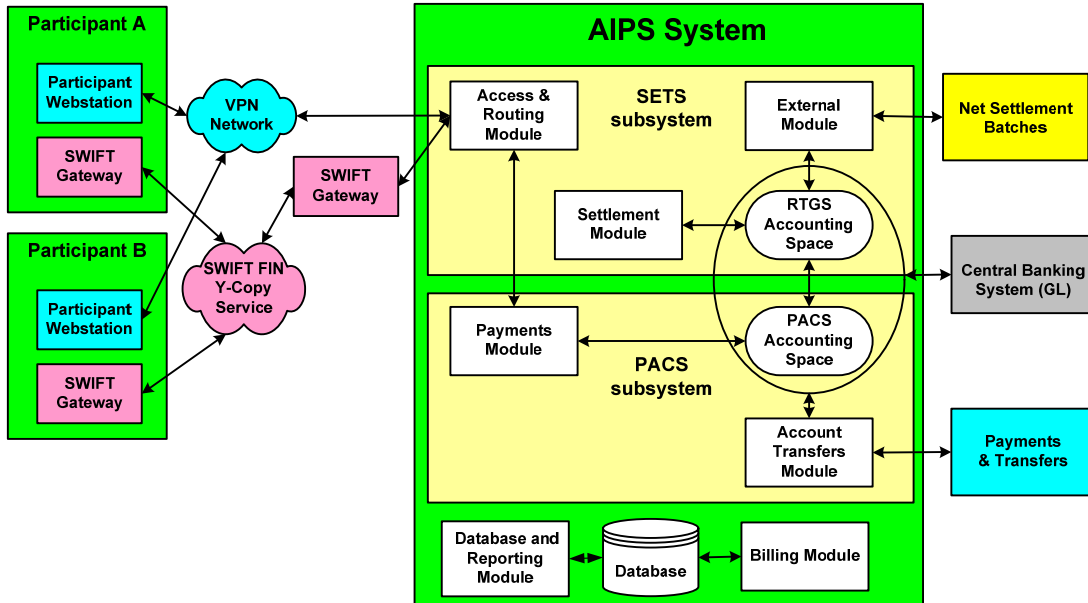 Participant A
Participant
Webstation
SWIFT
Gateway
Participant B
Participant
Webstation
SWIFT
Gateway
VPN
Network
SWIFT FIN
Y-Copy
Service
SWIFT
Gateway
AIPS System
SETS
subsystem
Access &
Routing
Module
External
Module
Settlement
Module
RTGS
Accounting
Space
Payments
Module
PACS
Accounting
Space
PACS
subsystem
Account
Transfers
Module
Database and
Reporting
Module
Database
Billing Module
Net Settlement
Batches
Central Banking
System (GL)
Payments
& Transfers